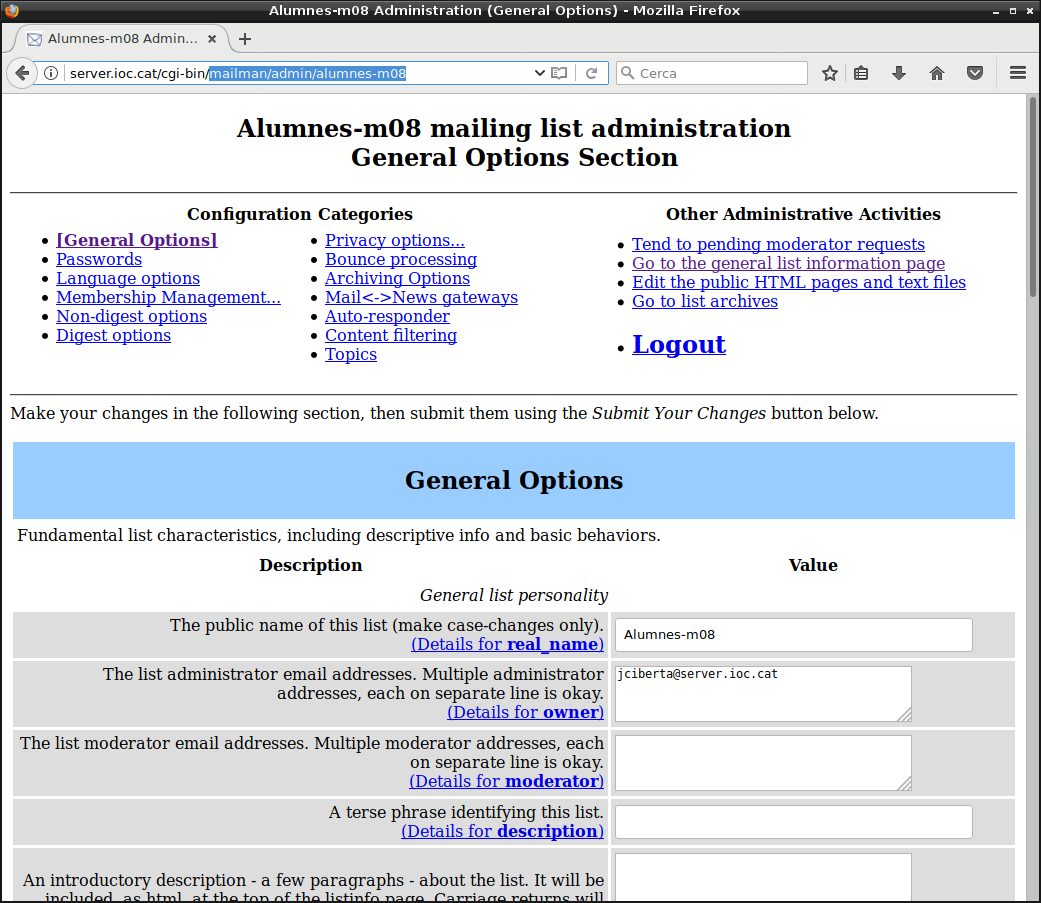 Alumnes-m08 Administration (General Options) - Mozilla Firefox
Alumnes-m08 Admin...
server.ioc.cat/cgi-bin/mailman/admin/alumnes-m08
Cerca
Alumnes-m08 mailing list administration
General Options Section
Configuration Categories
[General Options]
Passwords
Language options
Membership Management...
Non-digest options
Digest options
Privacy options...
Bounce processing
Archiving Options
Mail<->News gateways
Auto-responder
Content filtering
Topics
Other Administrative Activities
Tend to pending moderator requests
Go to the general list information page
Edit the public HTML pages and text files
Go to list archives
Logout
Make your changes in the following section, then submit them using the Submit Your Changes button below.
General Options
Fundamental list characteristics, including descriptive info and basic behaviors.
Description Value
General list personality
The public name of this list (make case-changes only).
(Details for real_name)
Alumnes-m08
The list administrator email addresses. Multiple administrator
addresses, each on separate line is okay.
(Details for owner)
jciberta@server.ioc.cat
The list moderator email addresses. Multiple moderator addresses, each
on separate line is okay.
(Details for moderator)
A terse phrase identifying this list.
(Details for description)
An introductory description - a few paragraphs - about the list. It will be
included, as html, at the top of the listinfo page. Carriage returns will